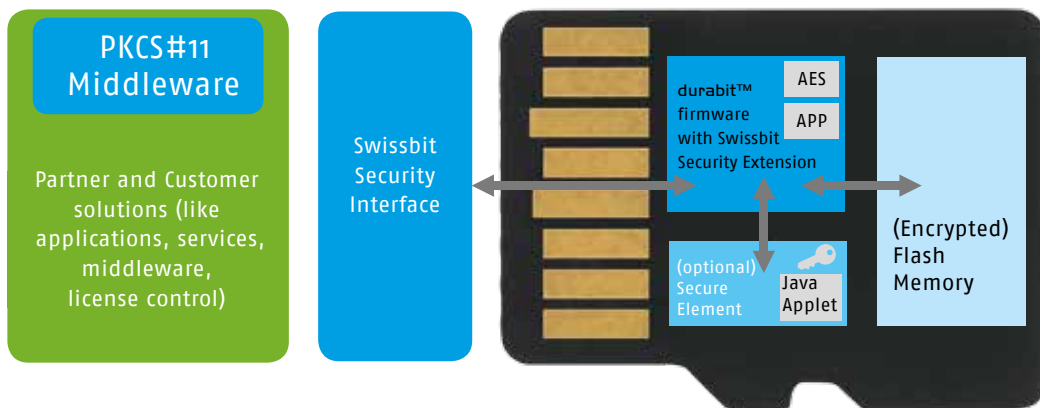 PKCS#11
Middleware
Partner and Customer
solutions (like
applications, services,
middleware,
license control)
Swissbit
Security
Interface
durabit™
firmware
with Swissbit
Security Extension
AES
APP
(optional)
Secure
Element
Java
Applet
(Encrypted)
Flash
Memory